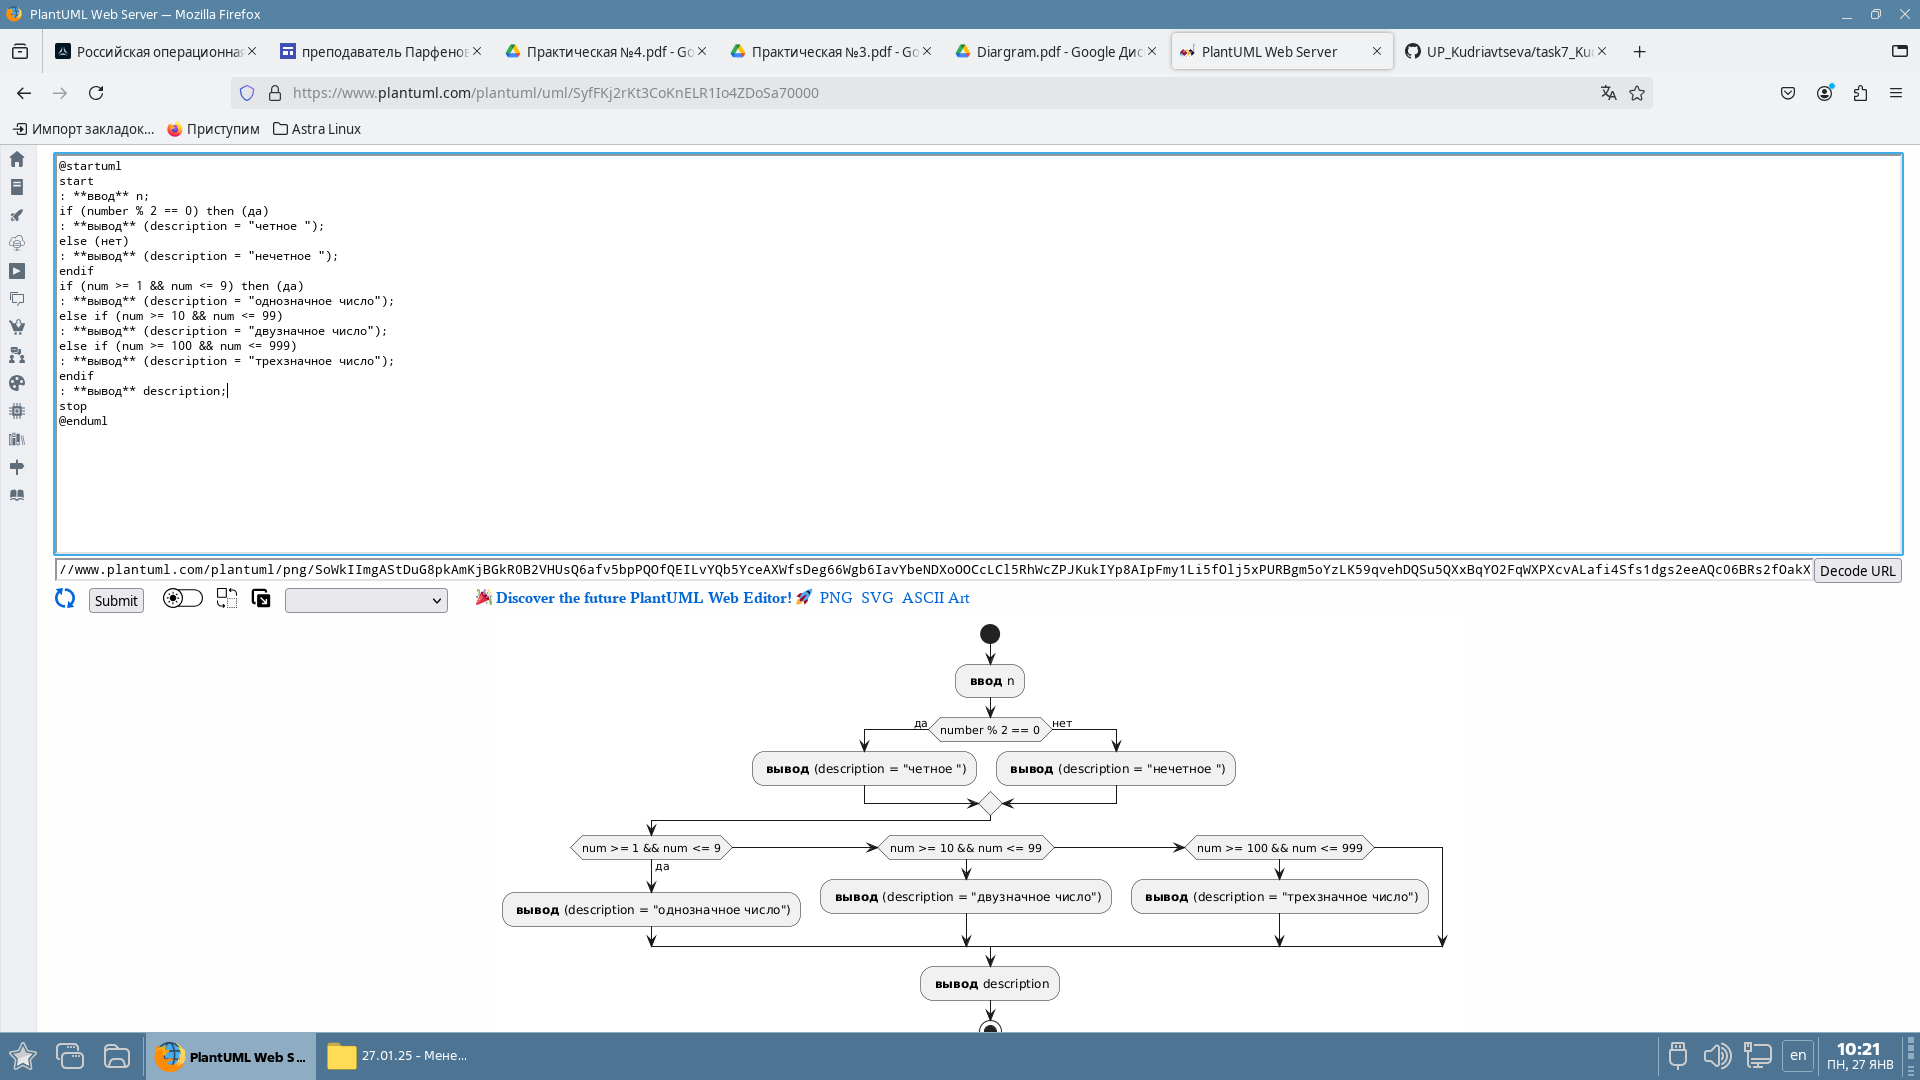 PlantUML Web Server — Mozilla Firefox
Российская операционная
преподаватель Парфенов
Практическая №4.pdf - Go
Практическая №3.pdf - Go
Diargram.pdf - Google Дис
PlantUML Web Server
UP_Kudriavtseva/task7_Ku
https://www.plantuml.com/plantuml/uml/SyfFKj2rKt3CoKnELR1Io4ZDoSa70000
Импорт закладок...
Приступим
Astra Linux
@startuml
start
: **ввод** n;
if (number % 2 == 0) then (да)
: **вывод** (description = "четное ");
else (нет)
: **вывод** (description = "нечетное ");
endif
if (num >= 1 && num <= 9) then (да)
: **вывод** (description = "однозначное число");
else if (num >= 10 && num <= 99)
: **вывод** (description = "двузначное число");
else if (num >= 100 && num <= 999)
: **вывод** (description = "трехзначное число");
endif
: **вывод** description;
stop
@enduml
//www.plantuml.com/plantuml/png/SoWkIImgAStDuG8pkAmKjBGkROB2VHUsQ6afv5bpPQOfQEILvYQb5YceAXWfsDeg66Wgb6IavYbeNDXoOOCcLCl5RhWcZPJKukIYp8AIpFmy1Li5fOlj5xPURBgm5oYzLK59qvehDQSu5QXxBqYO2FqWXPXcvALafi4Sfs1dgs2eeAQc06BRs2fOakX
Decode URL
Submit
Discover the future PlantUML Web Editor!
PNG SVG ASCII Art
ввод n
да
number % 2 == 0
нет
вывод (description = "четное ")
вывод (description = "нечетное ")
num >= 1 && num <= 9
num >= 10 && num <= 99
num >= 100 && num <= 999
да
вывод (description = "однозначное число")
вывод (description = "двузначное число")
вывод (description = "трехзначное число")
вывод description
PlantUML Web S...
27.01.25 - Мене...
en
10:21
ПН, 27 ЯНВ